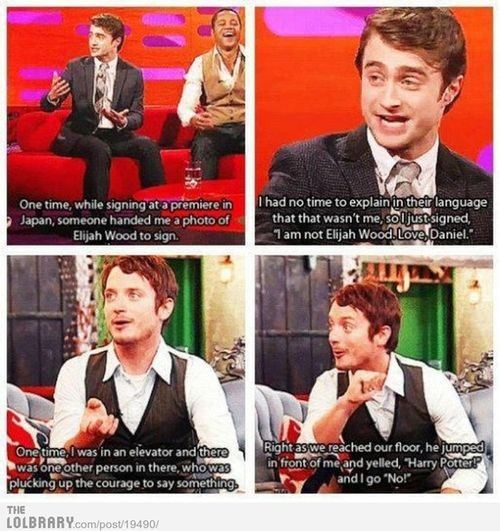 One time, while signing at a premiere in
Japan, someone handed me a photo of
Elijah Wood to sign.
I had no time to explain in their language
that that wasn't me, so I just signed,
"I am not Elijah Wood. Love, Daniel."
One time, I was in an elevator and there
was one other person in there, who was
plucking up the courage to say something.
Right as we reached our floor, he jumped
in front of me and yelled, "Harry Potter!"
and I go "No!"
THE
LOLBRARY.com/post/19490/